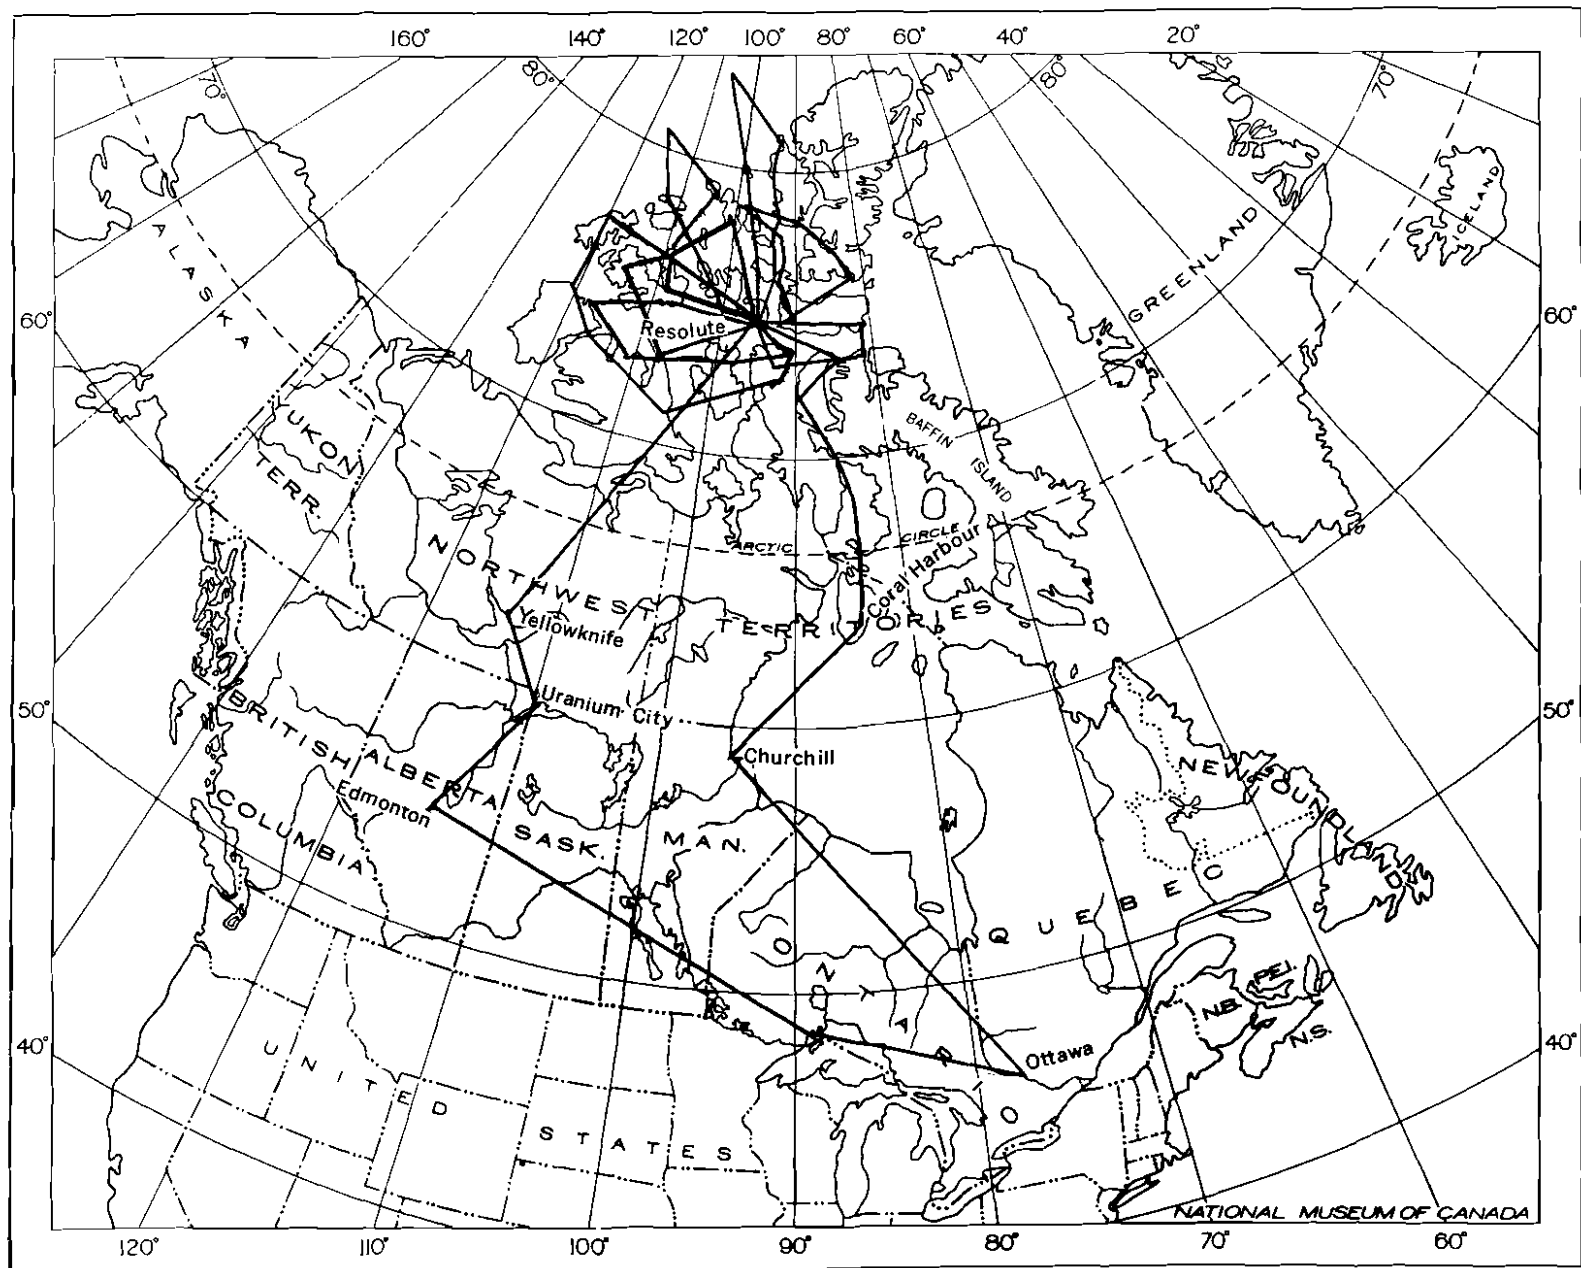 160° 140° 120° 100° 80° 60° 40° 20°
70° 80° 80° 70°
ALASKA
ICELAND
GREENLAND
60° 60°
Resolute
YUKON
TERR.
BAFFIN
ISLAND
ARCTIC CIRCLE
NORTHWEST TERRITORIES
Coral Harbour
Yellowknife
Uranium City
50° 50°
BRITISH
COLUMBIA
ALBERTA
Churchill
Edmonton
SASK.
MAN.
NEWFOUNDLAND
QUEBEC
ONTARIO
P.E.I.
N.B.
N.S.
40° 40°
Ottawa
UNITED
STATES
NATIONAL MUSEUM OF CANADA
120° 110° 100° 90° 80° 70° 60°